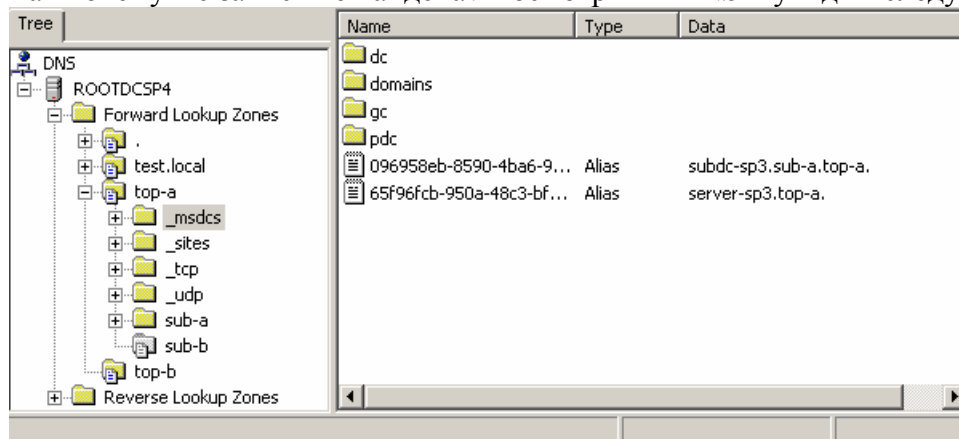 Tree
DNS
ROOTDCSP4
Forward Lookup Zones
.
test.local
top-a
_msdcs
_sites
_tcp
_udp
sub-a
sub-b
top-b
Reverse Lookup Zones
Name Type Data
dc
domains
gc
pdc
096958eb-8590-4ba6-9... Alias subdc-sp3.sub-a.top-a.
65f96fcb-950a-48c3-bf... Alias server-sp3.top-a.